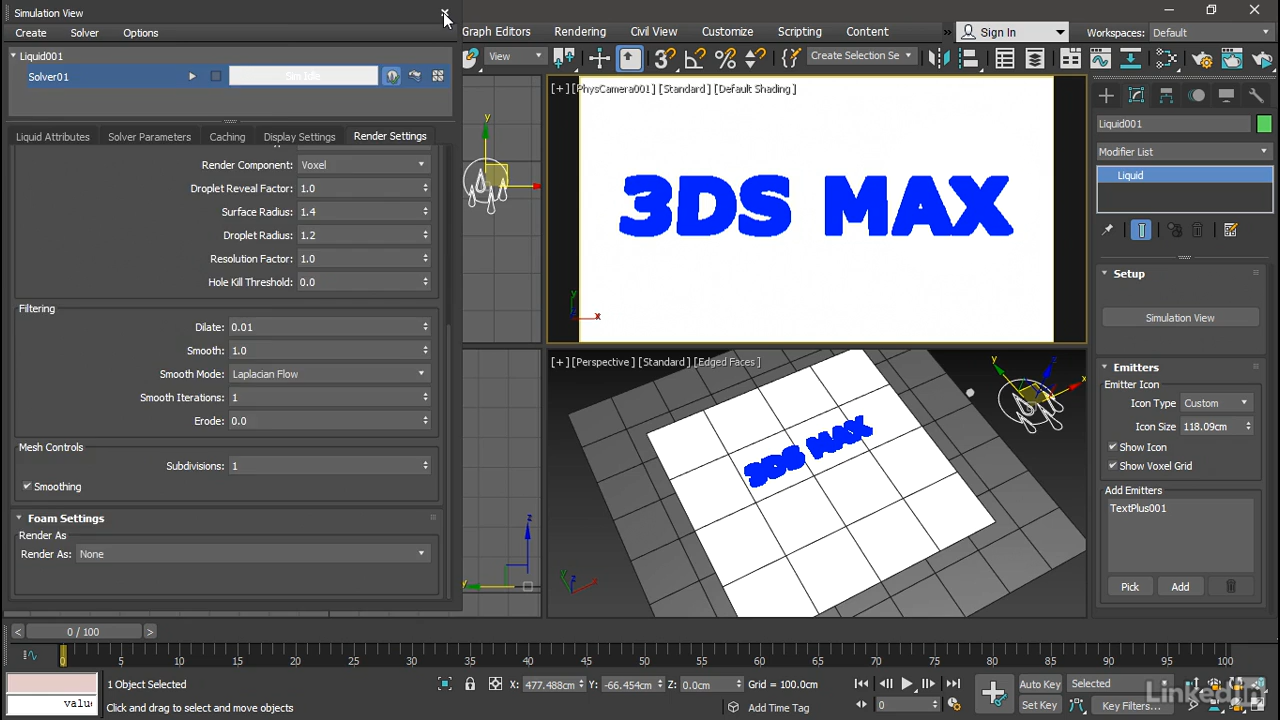 Simulation View
Create Solver Options
Graph Editors Rendering Civil View Customize Scripting Content » Sign In Workspaces: Default
View Create Selection Se
Liquid001
Solver01 Sim Idle
Liquid Attributes Solver Parameters Caching Display Settings Render Settings
Render Component: Voxel
Droplet Reveal Factor: 1.0
Surface Radius: 1.4
Droplet Radius: 1.2
Resolution Factor: 1.0
Hole Kill Threshold: 0.0
Filtering
Dilate: 0.01
Smooth: 1.0
Smooth Mode: Laplacian Flow
Smooth Iterations: 1
Erode: 0.0
Mesh Controls
Subdivisions: 1
Smoothing
Foam Settings
Render As
Render As: None
[+] [PhysCamera001] [Standard] [Default Shading]
3DS MAX
[+] [Perspective] [Standard] [Edged Faces]
3DS MAX
Liquid001
Modifier List
Liquid
Setup
Simulation View
Emitters
Emitter Icon
Icon Type Custom
Icon Size 118.09cm
Show Icon
Show Voxel Grid
Add Emitters
TextPlus001
Pick Add
< 0 / 100 >
0 5 10 15 20 25 30 35 40 45 50 55 60 65 70 75 80 85 90 95 100
1 Object Selected X: 477.488cm Y: -66.454cm Z: 0.0cm Grid = 100.0cm Auto Key Selected
value Click and drag to select and move objects Add Time Tag 0 Set Key Key Filters...
LinkedIn